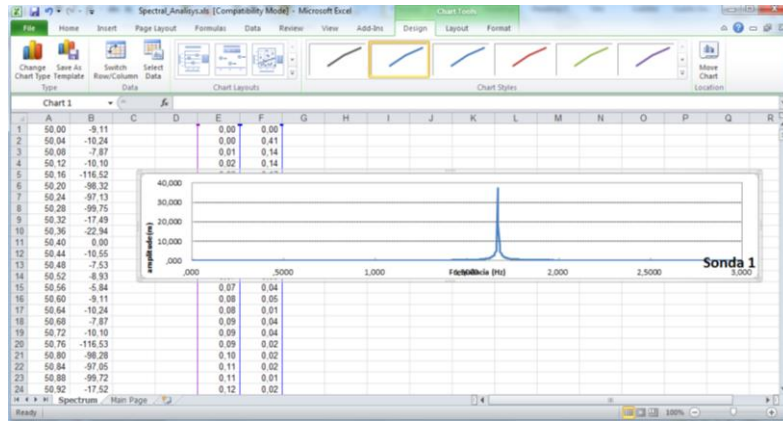 Spectral_Analisys.xls [Compatibility Mode] - Microsoft Excel
Chart Tools
File Home Insert Page Layout Formulas Data Review View Add-Ins Design Layout Format
Change Chart Type
Save As Template
Switch Row/Column
Select Data
Move Chart
Type Data Chart Layouts Chart Styles Location
Chart 1 fx
A B C D E F G H I J K L M N O P Q R
1 50,00 -9,11 0,00 0,00
2 50,04 -10,24 0,00 0,41
3 50,08 -7,87 0,01 0,14
4 50,12 -10,10 0,02 0,14
5 50,16 -116,52
6 50,20 -98,32
7 50,24 -97,13
8 50,28 -99,75
9 50,32 -17,49
10 50,36 -22,94
11 50,40 0,00
12 50,44 -10,55
13 50,48 -7,53
14 50,52 -8,93
15 50,56 -5,84 0,07 0,04
16 50,60 -9,11 0,08 0,05
17 50,64 -10,24 0,08 0,01
18 50,68 -7,87 0,09 0,04
19 50,72 -10,10 0,09 0,04
20 50,76 -116,53 0,09 0,02
21 50,80 -98,28 0,10 0,02
22 50,84 -97,05 0,11 0,02
23 50,88 -99,72 0,11 0,01
24 50,92 -17,52 0,12 0,02
40,000
30,000
20,000
10,000
,000
amplitude(m)
,000 ,5000 1,000 2,000 2,5000 3,000
(Hz)
Sonda 1
Spectrum Main Page
Ready 100%